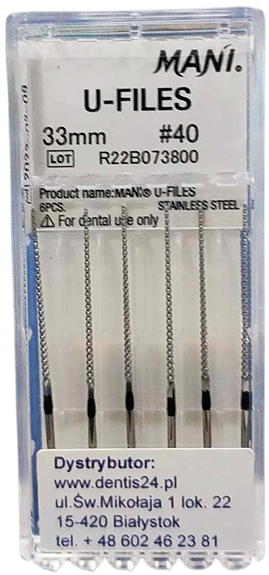 MANI®
U-FILES
33mm #40
LOT R22B073800
Product name:MANI® U-FILES
6PCS. STAINLESS STEEL
For dental use only
Dystrybutor:
www.dentis24.pl
ul.Św.Mikołaja 1 lok. 22
15-420 Białystok
tel. + 48 602 46 23 81